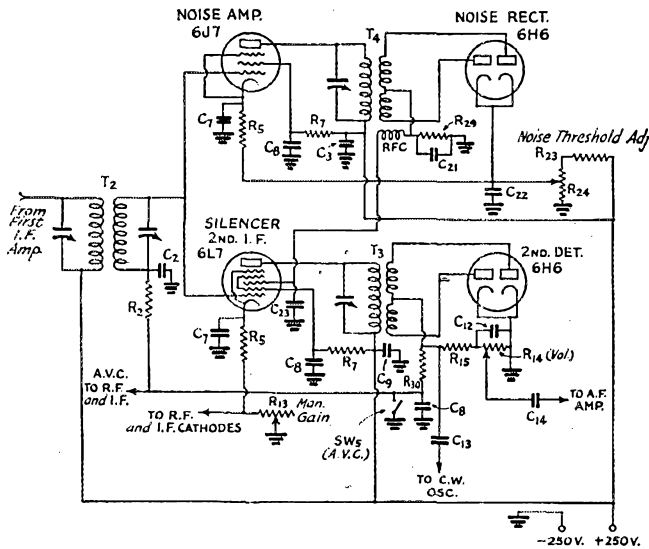 NOISE AMP.
6J7
NOISE RECT.
6H6
T4
C7
R5
C8
R7
C3
RFC
R29
C21
C22
Noise Threshold Adj
R23
R24
From
First
I.F.
Amp.
T2
C2
R2
SILENCER
2ND. I.F.
6L7
T3
2ND. DET.
6H6
C7
R5
C23
C8
R7
C9
R30
C12
R15
R14 (Vol.)
C8
C13
C14
TO A.F.
AMP.
A.V.C.
TO R.F.
and I.F.
TO R.F.
and I.F. CATHODES
R13
Man.
Gain
SW5
(A.V.C.)
TO C.W.
OSC.
-250V. +250V.